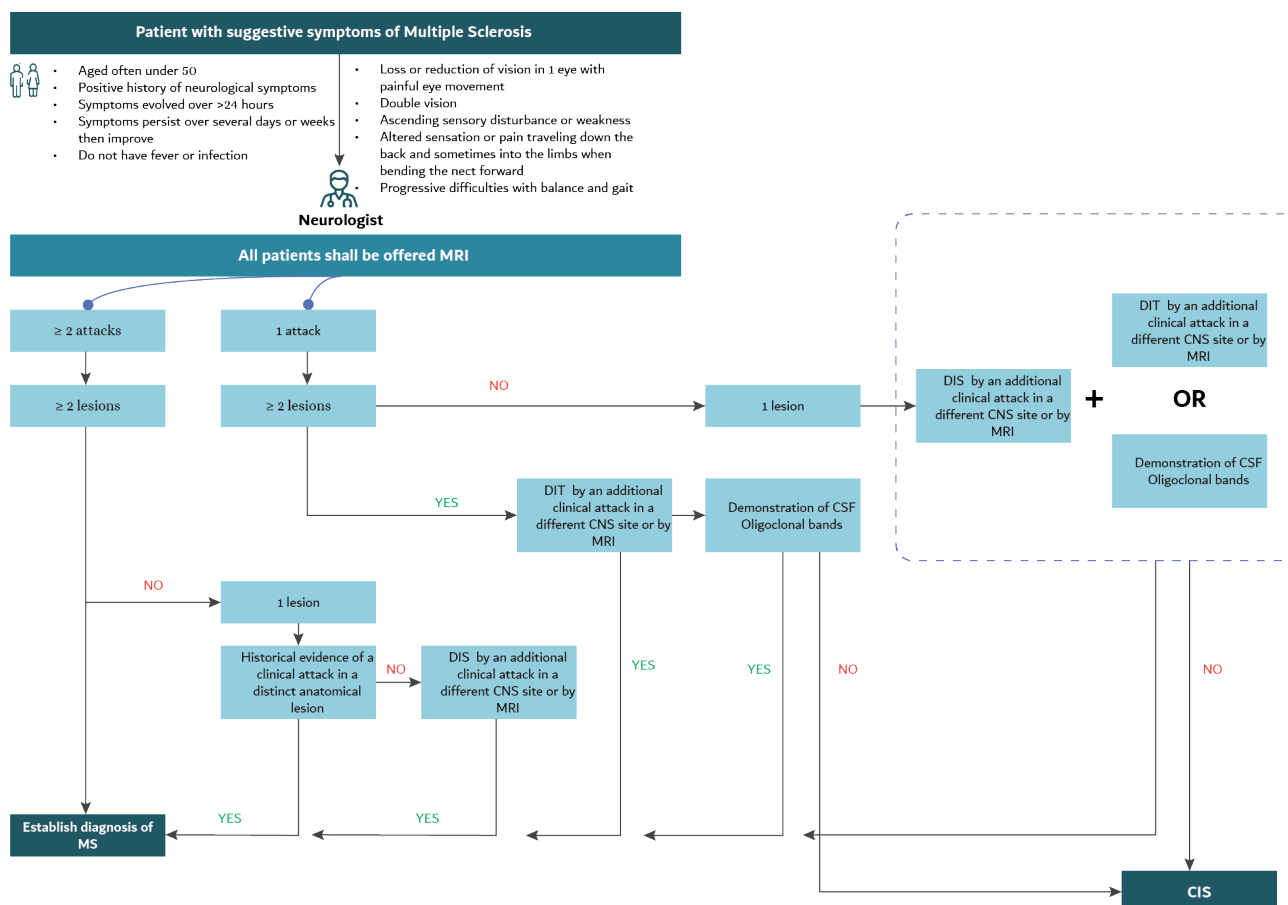 Patient with suggestive symptoms of Multiple Sclerosis
• Aged often under 50
• Positive history of neurological symptoms
• Symptoms evolved over >24 hours
• Symptoms persist over several days or weeks
then improve
• Do not have fever or infection
• Loss or reduction of vision in 1 eye with
painful eye movement
• Double vision
• Ascending sensory disturbance or weakness
• Altered sensation or pain traveling down the
back and sometimes into the limbs when
bending the nect forward
• Progressive difficulties with balance and gait
Neurologist
All patients shall be offered MRI
≥ 2 attacks
1 attack
≥ 2 lesions
≥ 2 lesions
NO
1 lesion
DIS by an additional
clinical attack in a
different CNS site or by
MRI
+
DIT by an additional
clinical attack in a
different CNS site or by
MRI
OR
Demonstration of CSF
Oligoclonal bands
YES
DIT by an additional
clinical attack in a
different CNS site or by
MRI
Demonstration of CSF
Oligoclonal bands
NO
1 lesion
Historical evidence of a
clinical attack in a
distinct anatomical
lesion
NO
DIS by an additional
clinical attack in a
different CNS site or by
MRI
YES
YES
NO
NO
YES
YES
Establish diagnosis of
MS
CIS